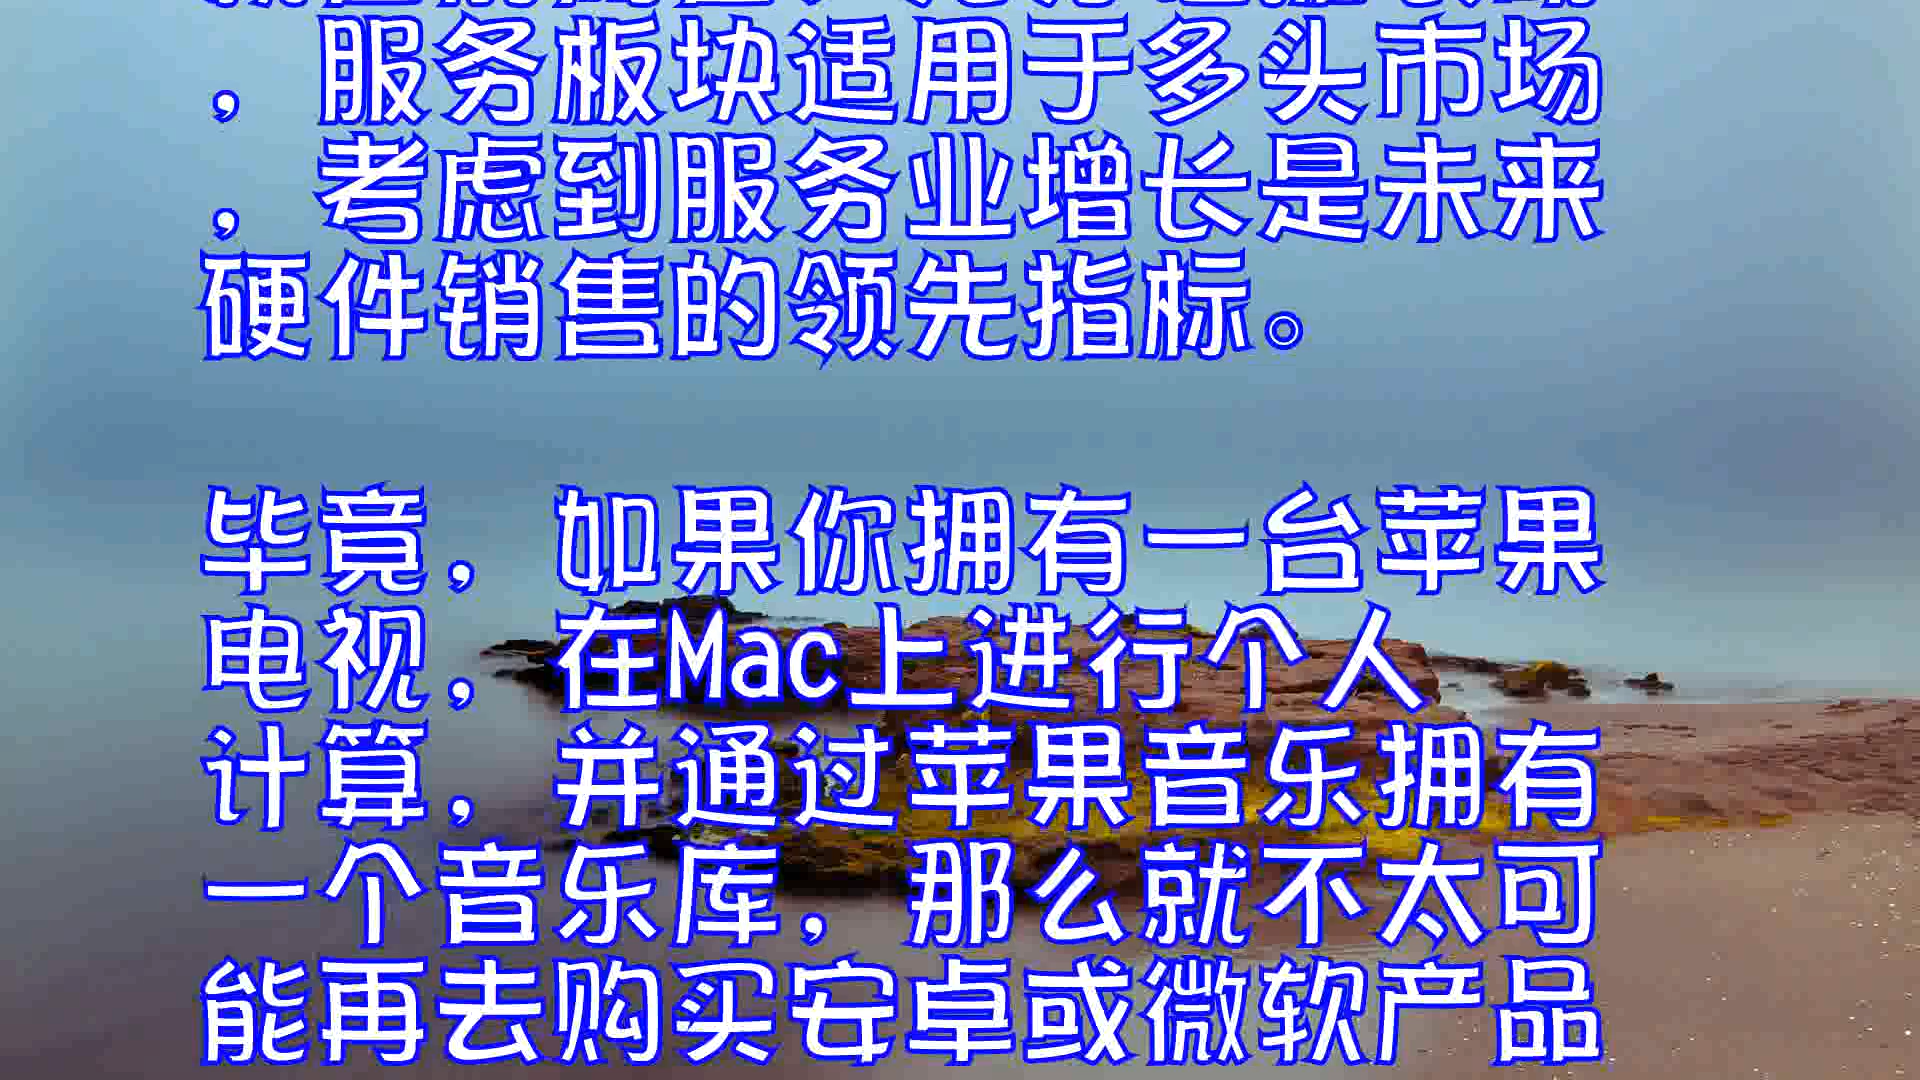 ，服务板块适用于多头市场
，考虑到服务业增长是未来
硬件销售的领先指标。
毕竟，如果你拥有一台苹果
电视，在Mac上进行个人
计算，并通过苹果音乐拥有
一个音乐库，那么就不太可
能再去购买安卓或微软产品